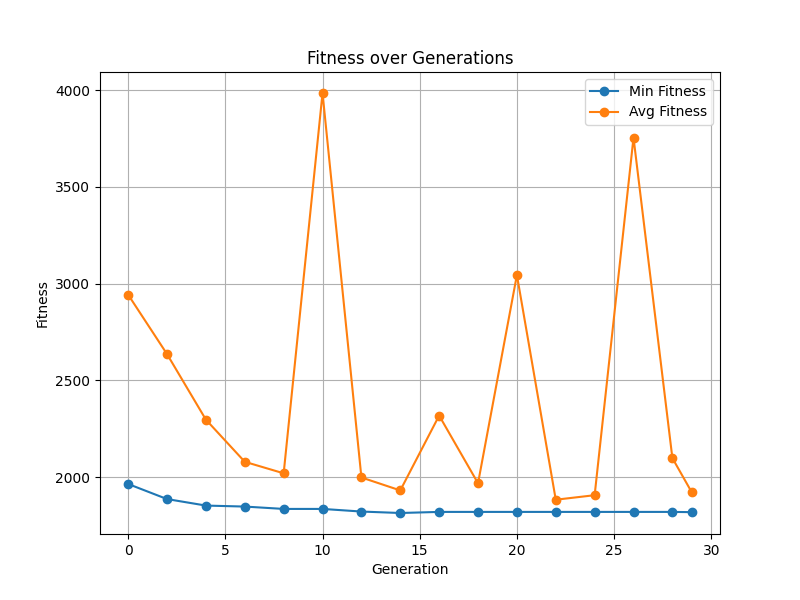 Fitness over Generations
Min Fitness
Avg Fitness
4000
3500
3000
2500
2000
Fitness
0 5 10 15 20 25 30
Generation